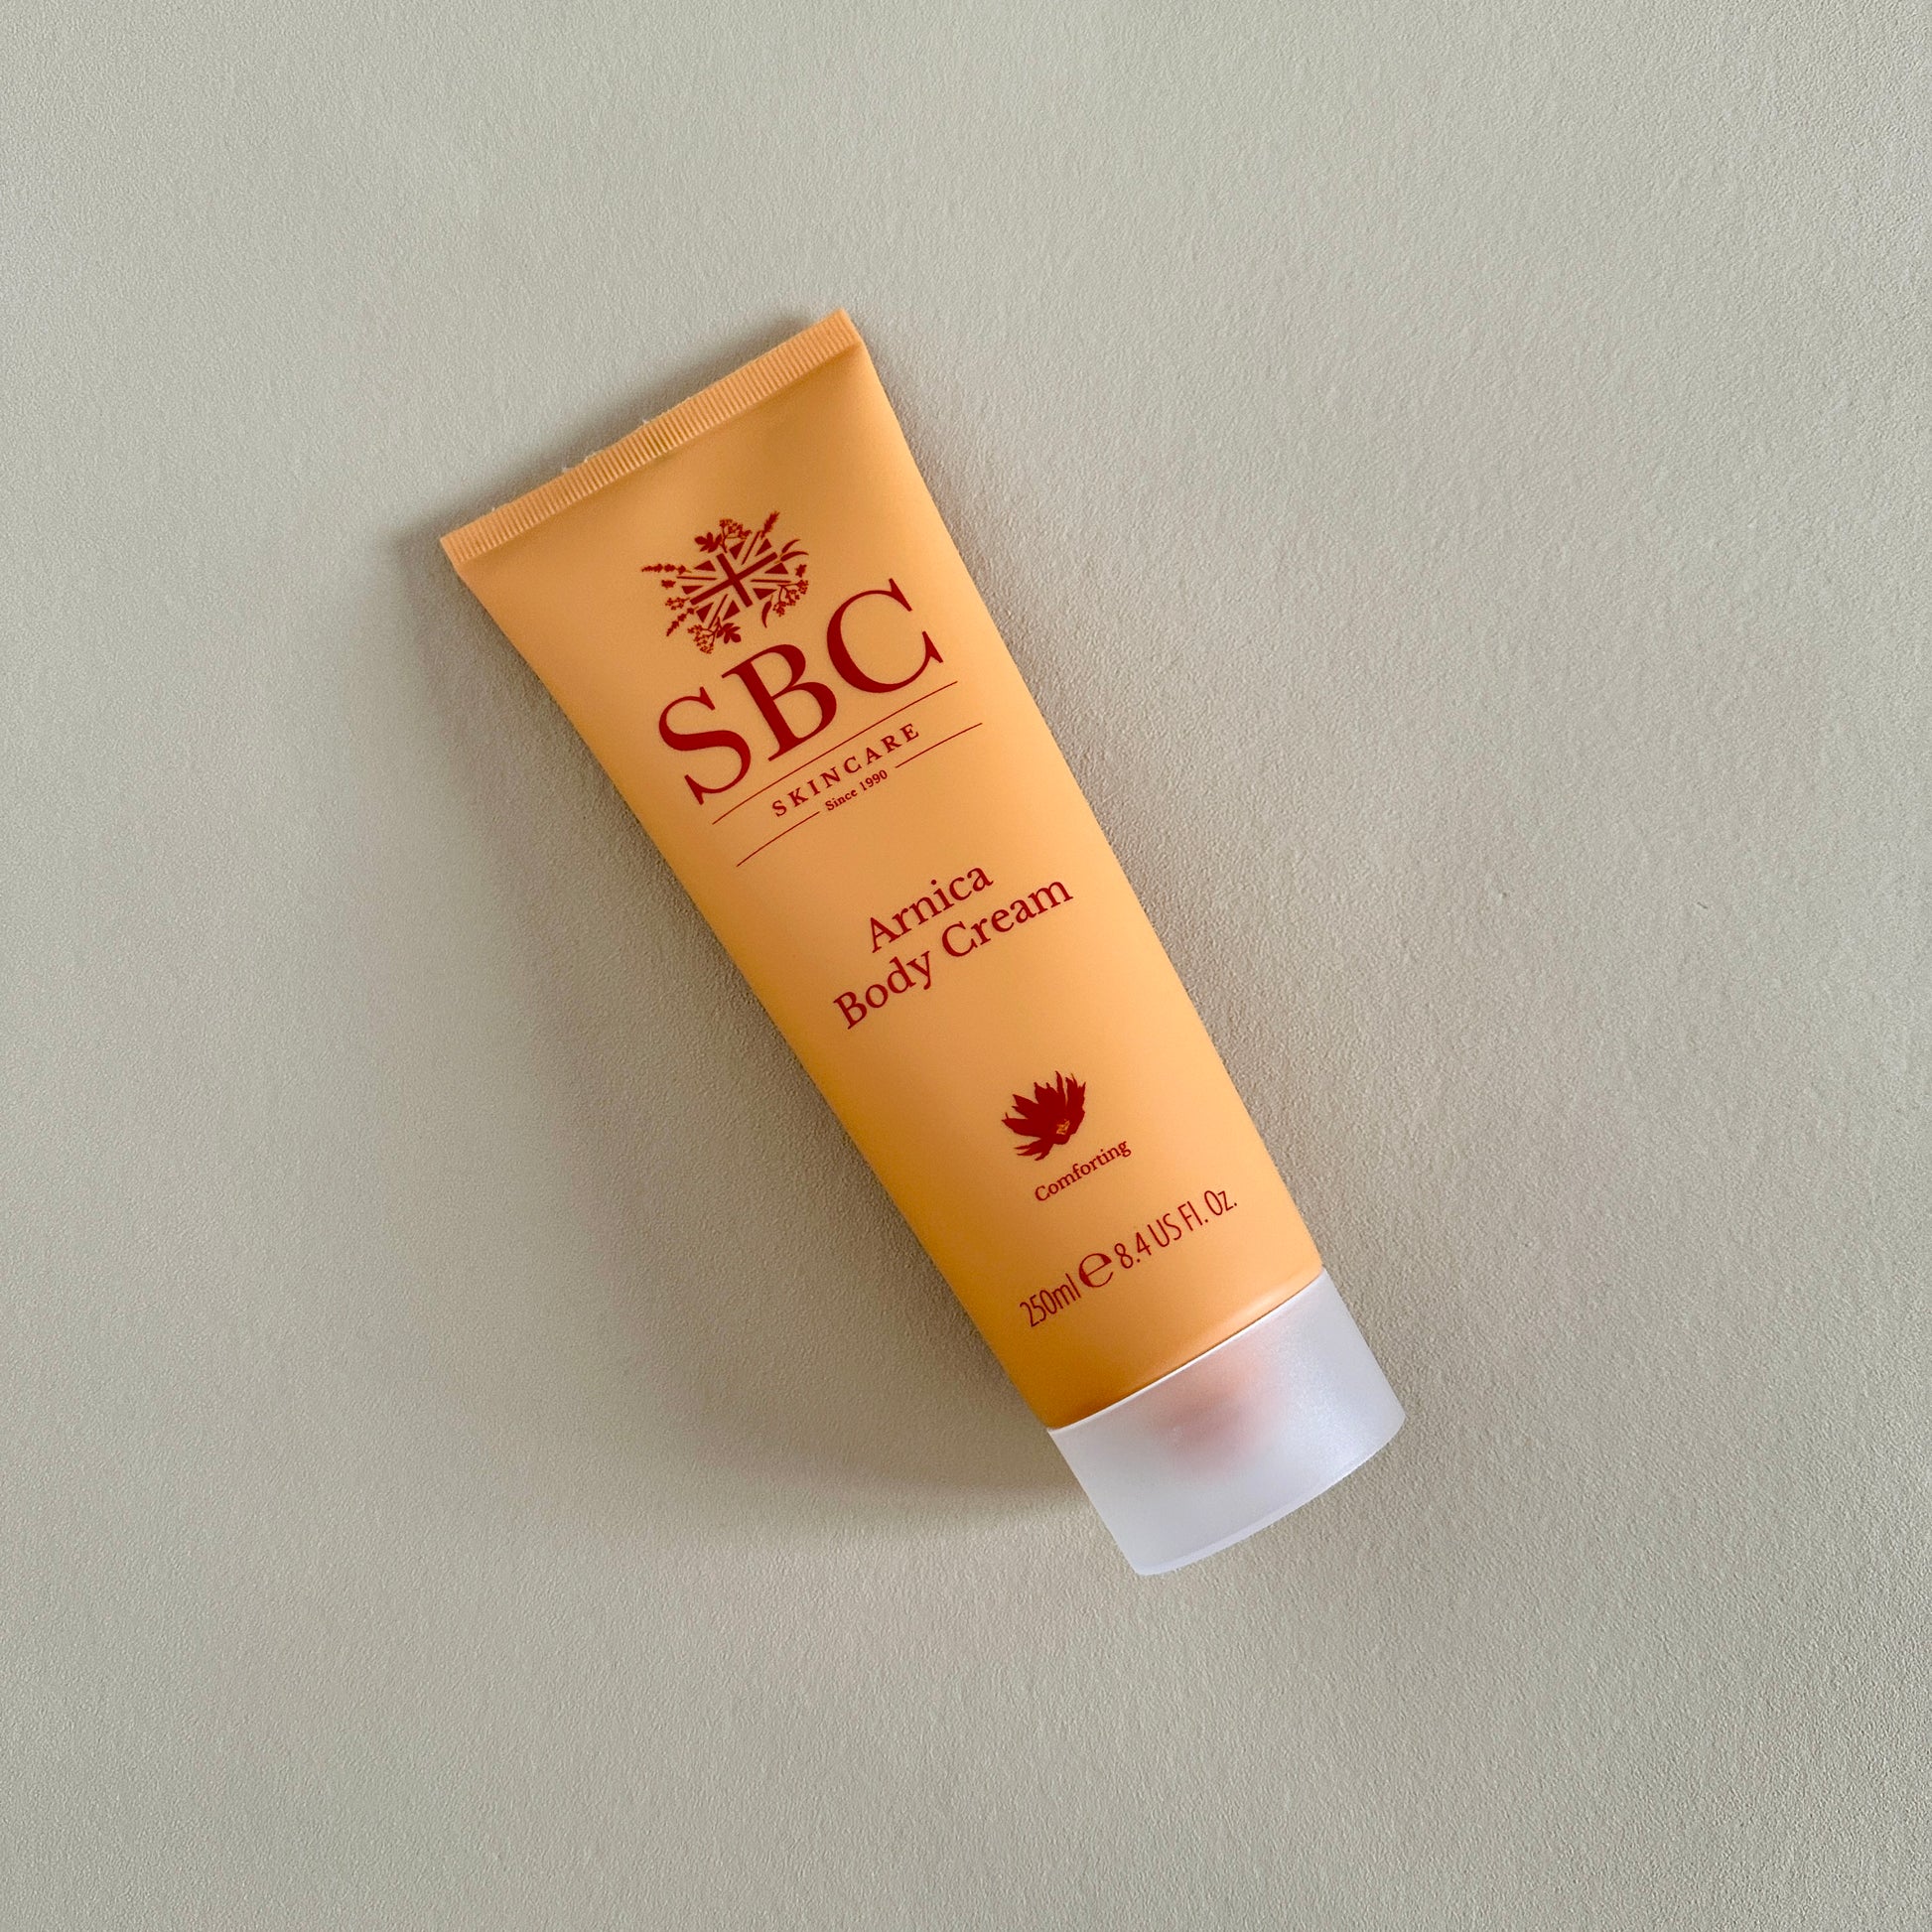 SBC
SKINCARE
Since 1990
Arnica
Body Cream
Comforting
250ml ℮ 8.4 US Fl. Oz.